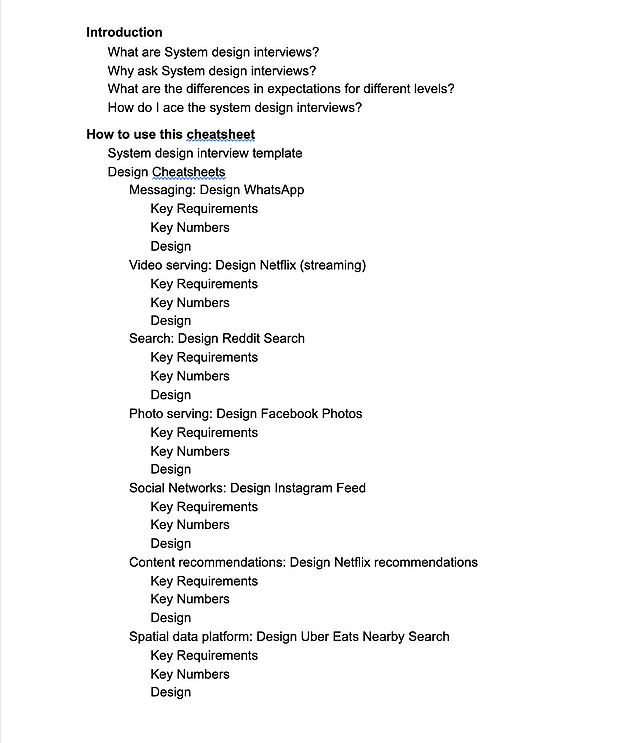 Introduction
What are System design interviews?
Why ask System design interviews?
What are the differences in expectations for different levels?
How do I ace the system design interviews?
How to use this cheatsheet
System design interview template
Design Cheatsheets
Messaging: Design WhatsApp
Key Requirements
Key Numbers
Design
Video serving: Design Netflix (streaming)
Key Requirements
Key Numbers
Design
Search: Design Reddit Search
Key Requirements
Key Numbers
Design
Photo serving: Design Facebook Photos
Key Requirements
Key Numbers
Design
Social Networks: Design Instagram Feed
Key Requirements
Key Numbers
Design
Content recommendations: Design Netflix recommendations
Key Requirements
Key Numbers
Design
Spatial data platform: Design Uber Eats Nearby Search
Key Requirements
Key Numbers
Design